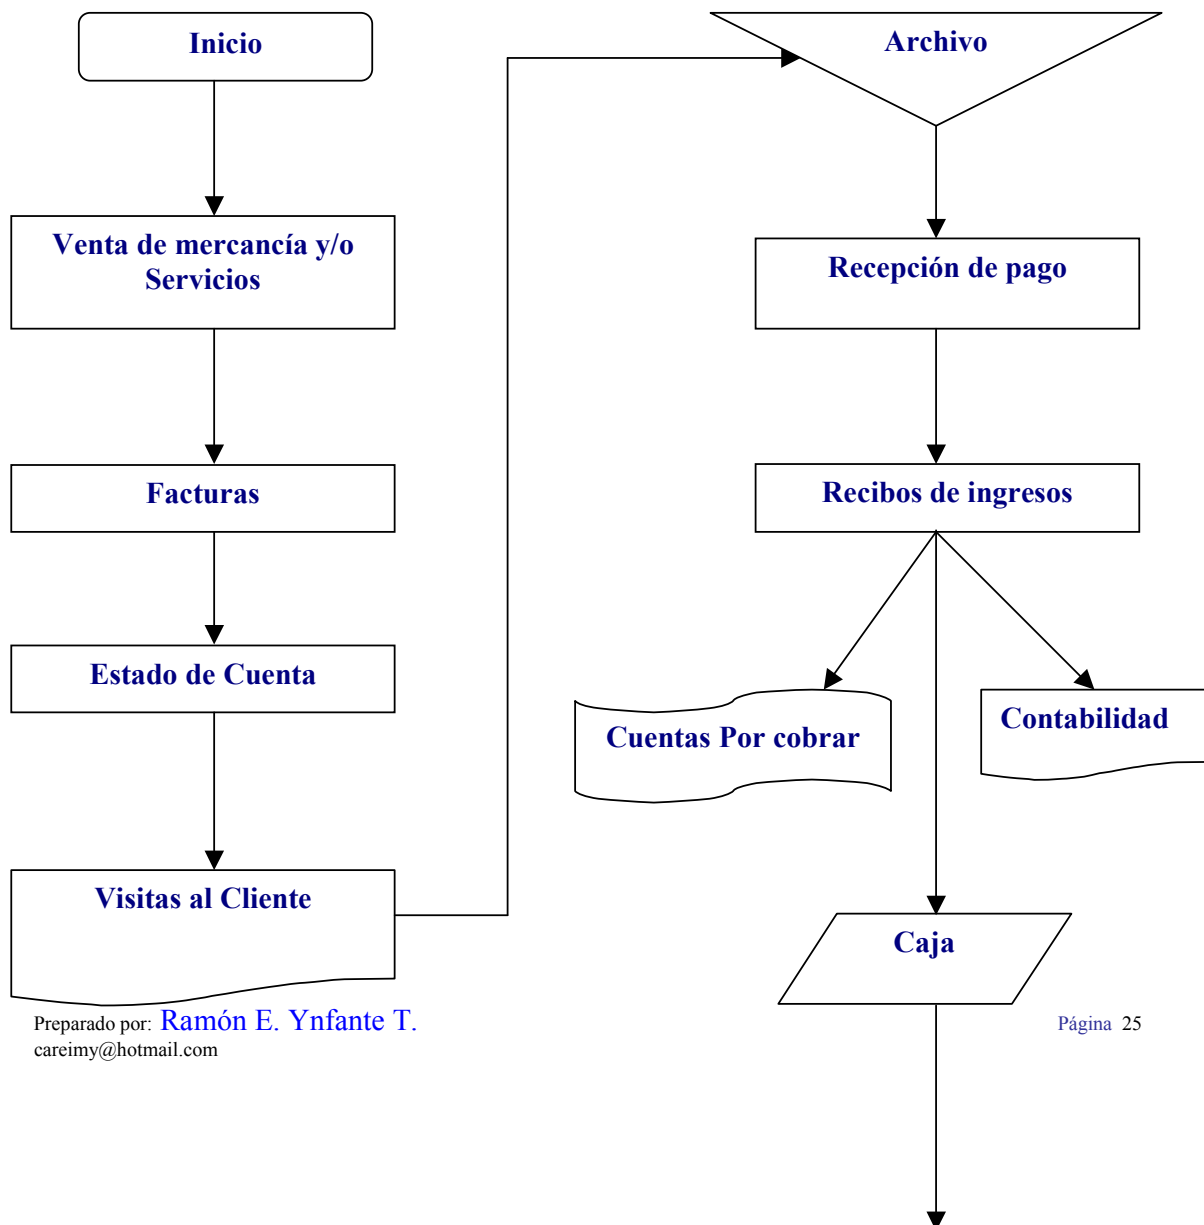 Inicio
Venta de mercancía y/o
Servicios
Facturas
Estado de Cuenta
Visitas al Cliente
Archivo
Recepción de pago
Recibos de ingresos
Cuentas Por cobrar
Contabilidad
Caja
Preparado por: Ramón E. Ynfante T.
careimy@hotmail.com
Página 25